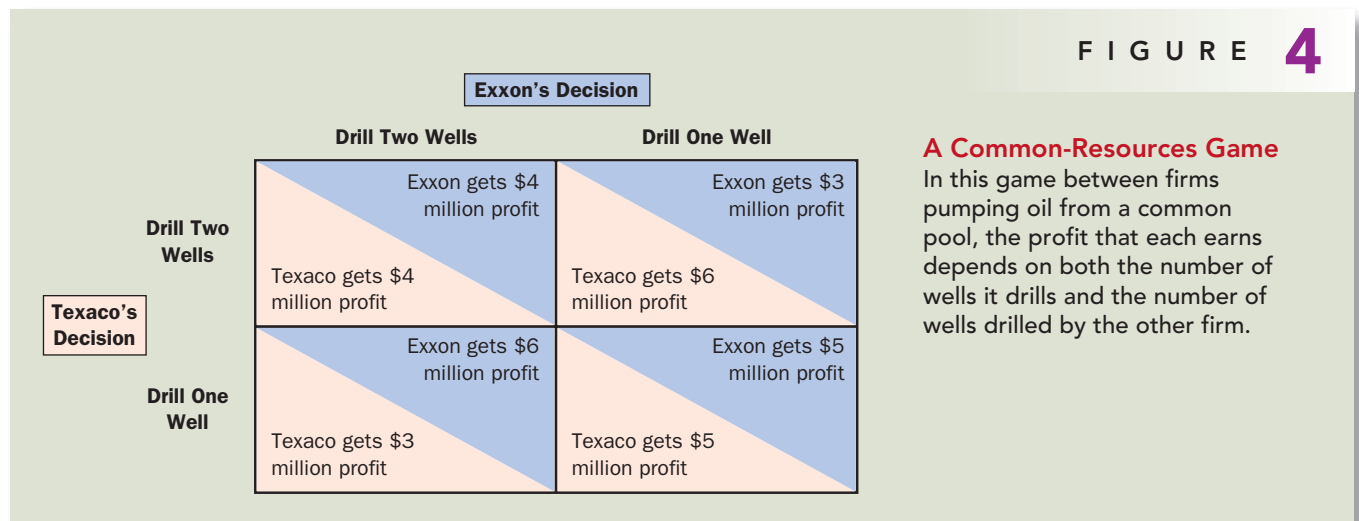 FIGURE 4
Exxon's Decision
Drill Two Wells
Drill One Well
Drill Two
Wells
Exxon gets $4
million profit
Texaco gets $4
million profit
Exxon gets $3
million profit
Texaco gets $6
million profit
Texaco's
Decision
Drill One
Well
Exxon gets $6
million profit
Texaco gets $3
million profit
Exxon gets $5
million profit
Texaco gets $5
million profit
A Common-Resources Game
In this game between firms
pumping oil from a common
pool, the profit that each earns
depends on both the number of
wells it drills and the number of
wells drilled by the other firm.